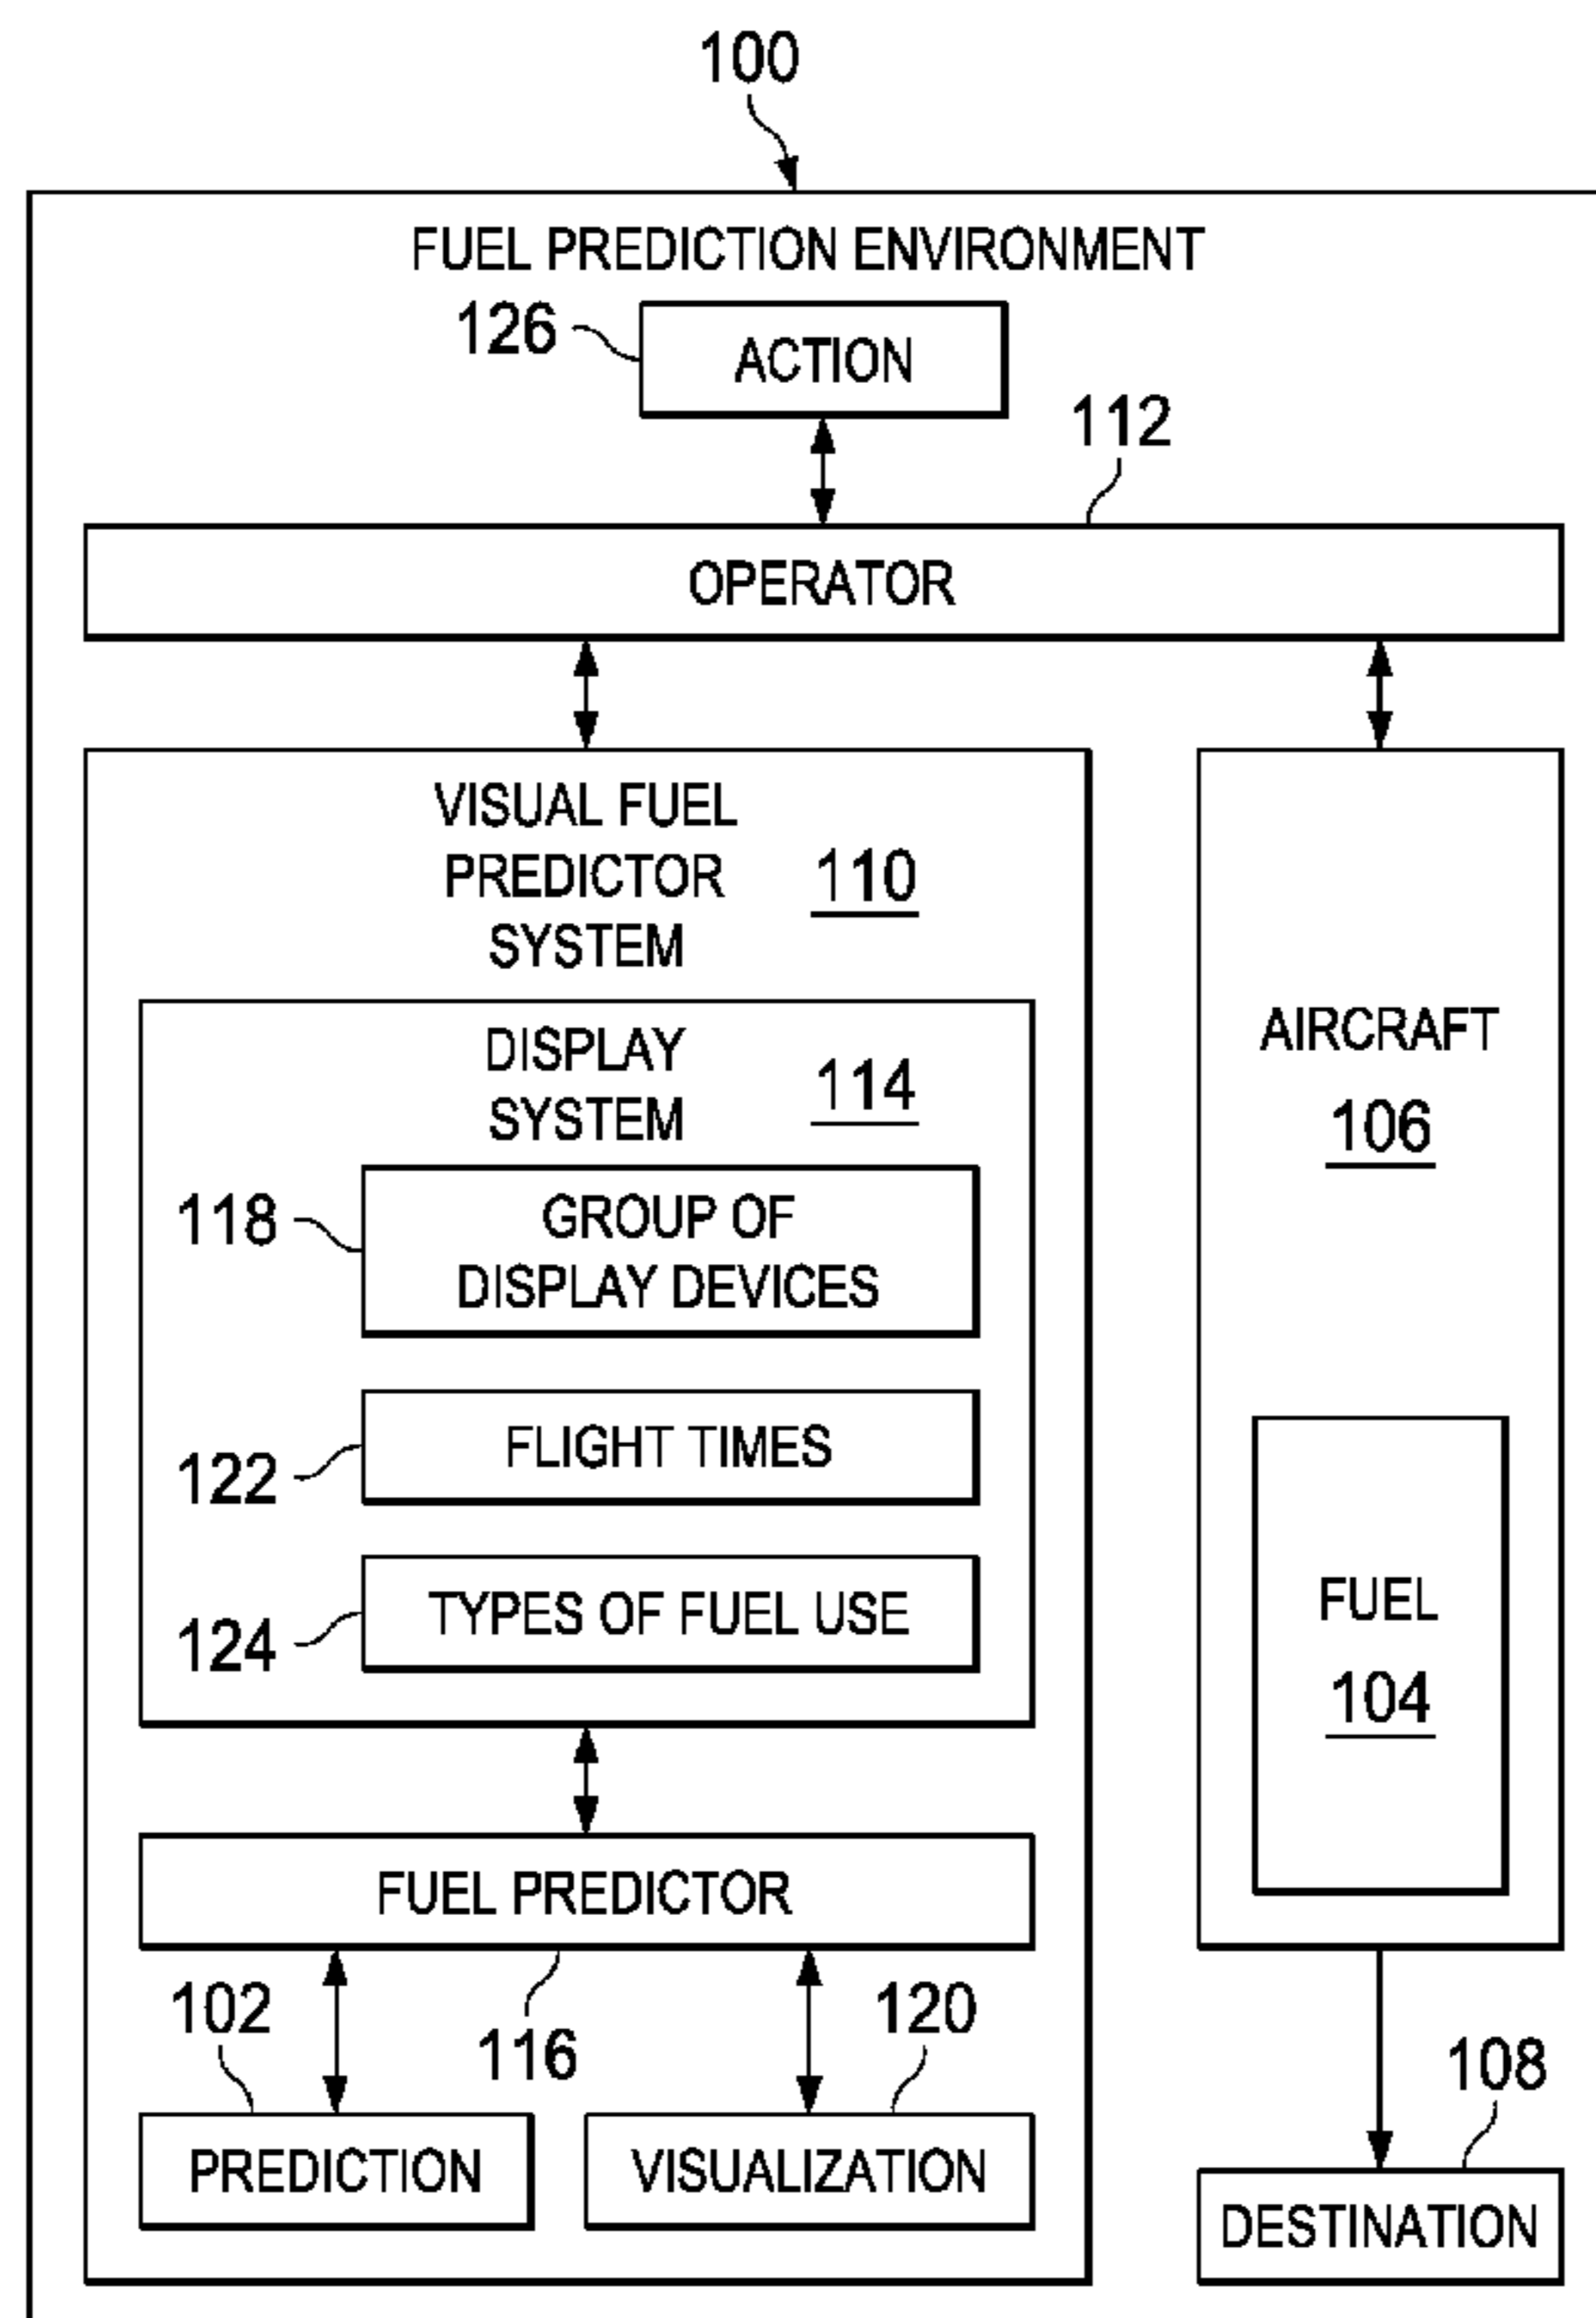 100
FUEL PREDICTION ENVIRONMENT
126
ACTION
112
OPERATOR
VISUAL FUEL
PREDICTOR
SYSTEM
110
DISPLAY
SYSTEM
114
118
GROUP OF
DISPLAY DEVICES
122
FLIGHT TIMES
124
TYPES OF FUEL USE
FUEL PREDICTOR
102
116
120
PREDICTION
VISUALIZATION
AIRCRAFT
106
FUEL
104
108
DESTINATION